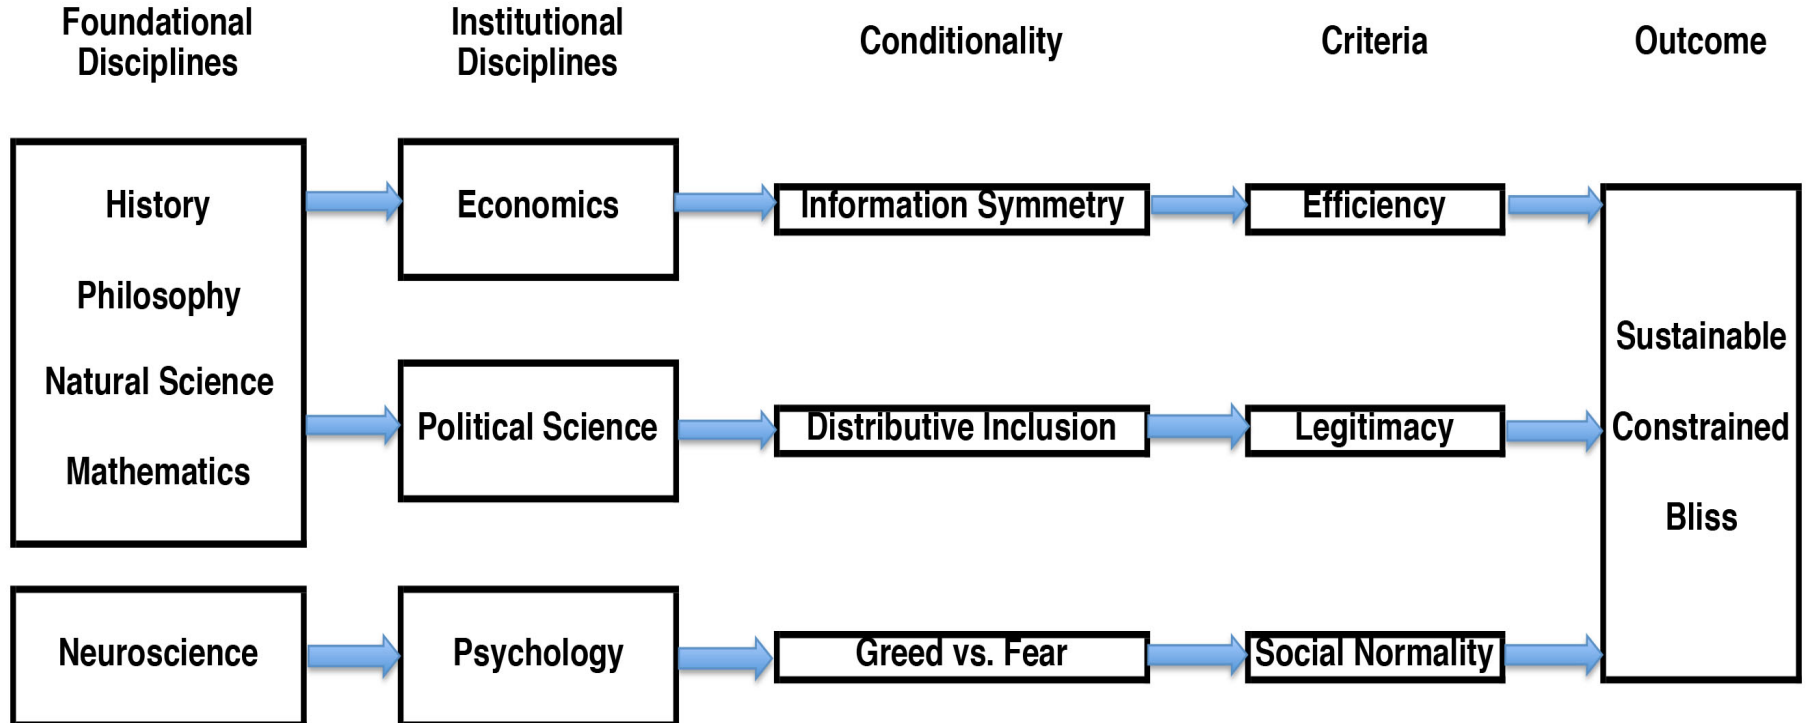 Foundational
Disciplines
Institutional
Disciplines
Conditionality
Criteria
Outcome
History
Philosophy
Natural Science
Mathematics
Economics
Information Symmetry
Efficiency
Political Science
Distributive Inclusion
Legitimacy
Neuroscience
Psychology
Greed vs. Fear
Social Normality
Sustainable
Constrained
Bliss